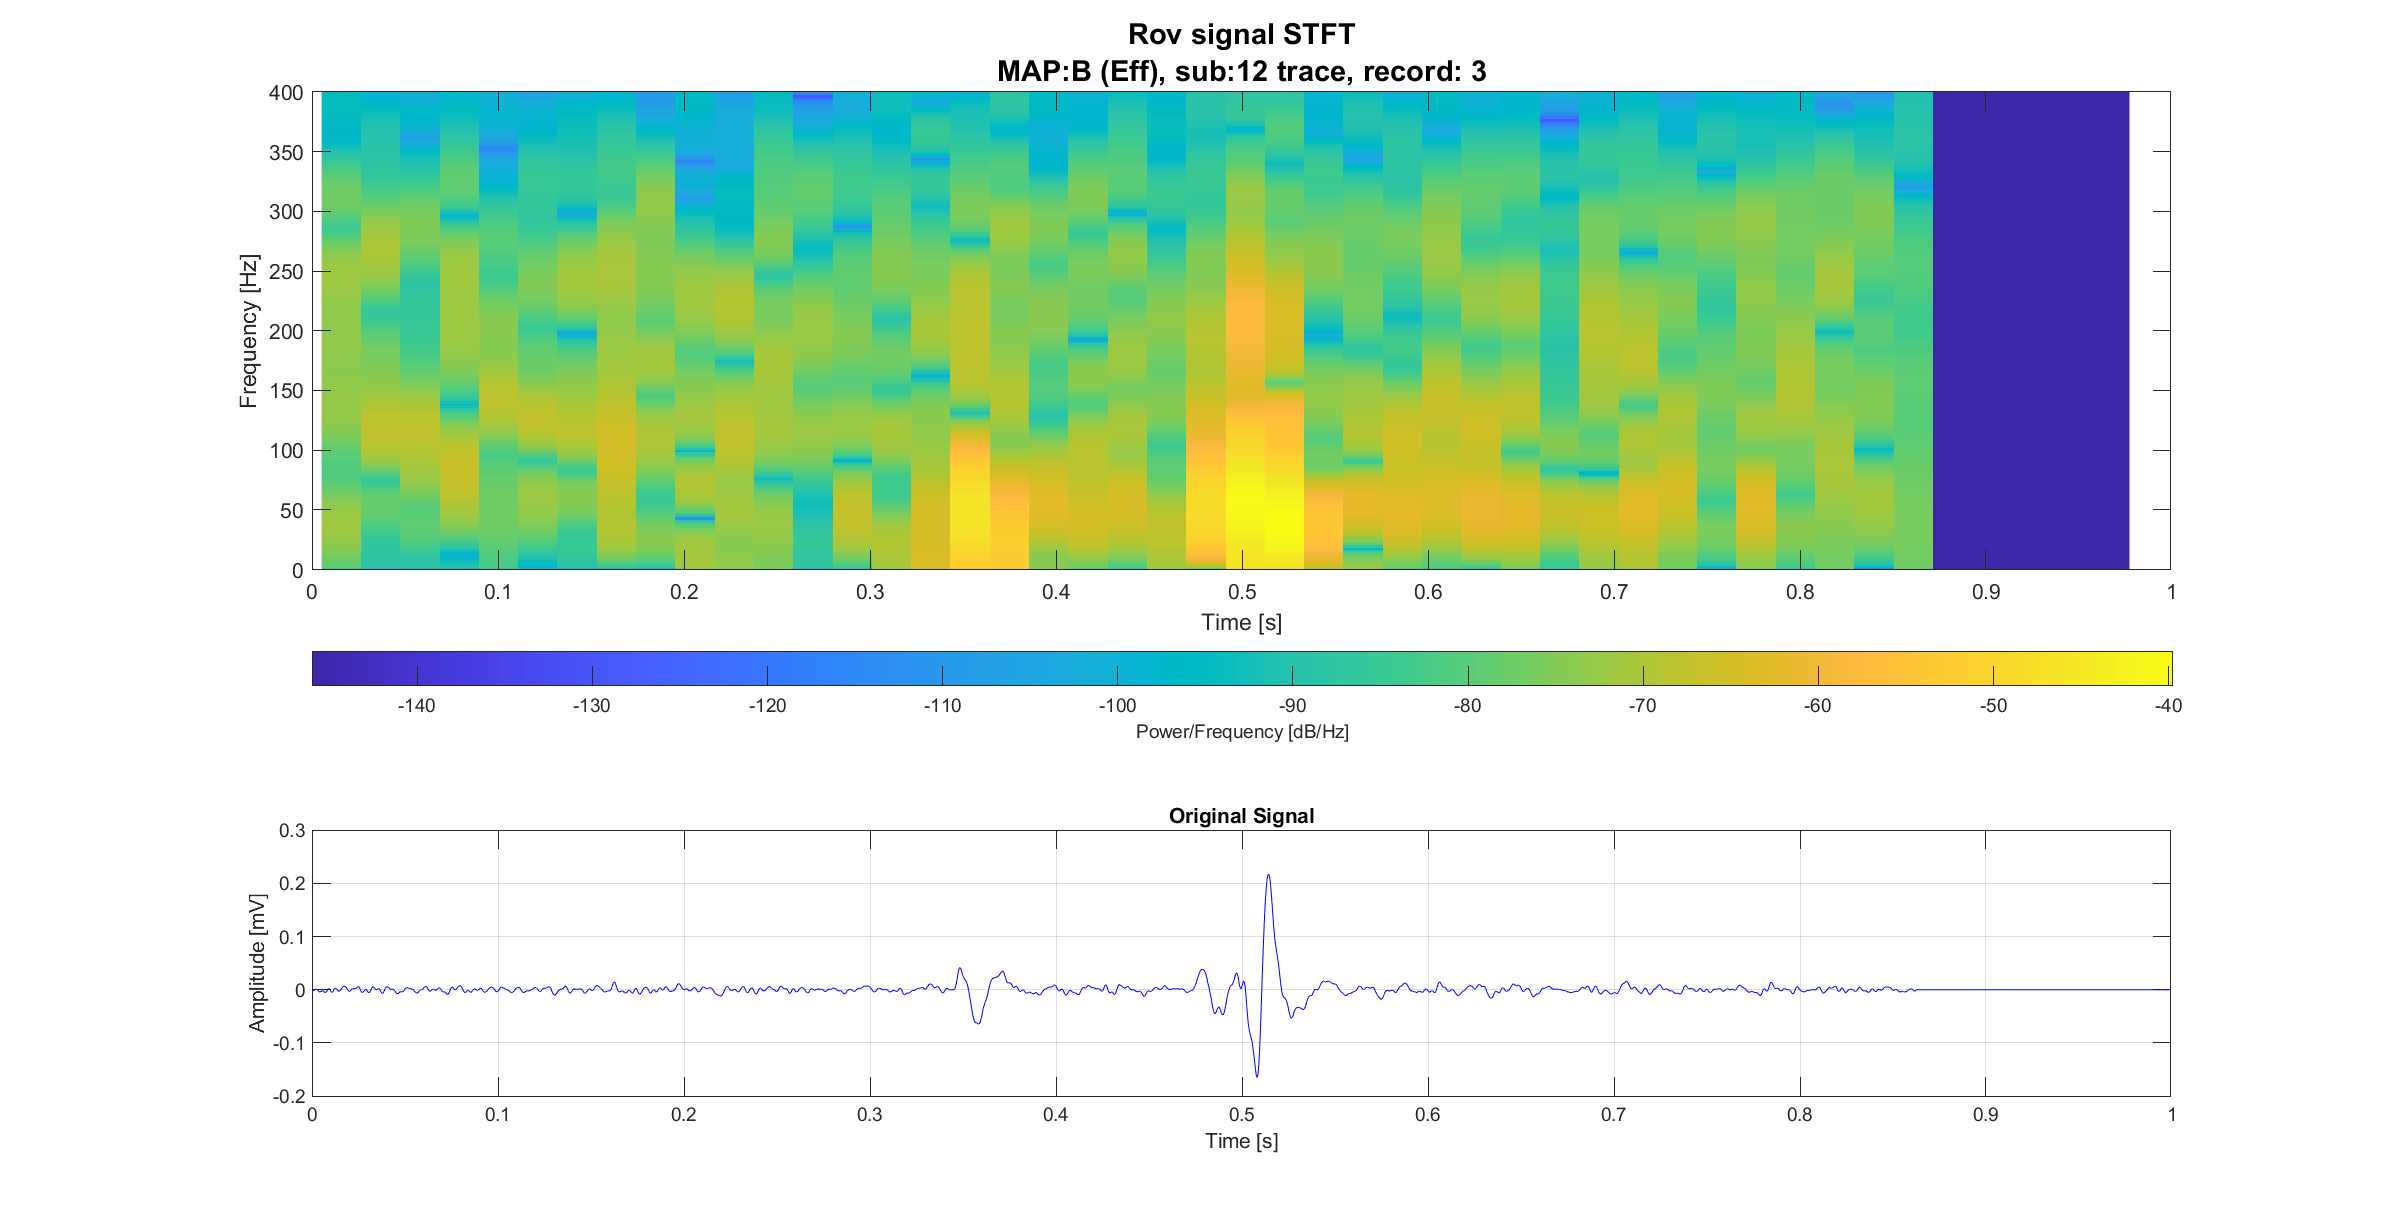 Rov signal STFT
MAP:B (Eff), sub:12 trace, record: 3
400
350
300
250
200
150
100
50
0
Frequency [Hz]
0 0.1 0.2 0.3 0.4 0.5 0.6 0.7 0.8 0.9 1
Time [s]
-140 -130 -120 -110 -100 -90 -80 -70 -60 -50 -40
Power/Frequency [dB/Hz]
Original Signal
0.3
0.2
0.1
0
-0.1
-0.2
Amplitude [mV]
0 0.1 0.2 0.3 0.4 0.5 0.6 0.7 0.8 0.9 1
Time [s]